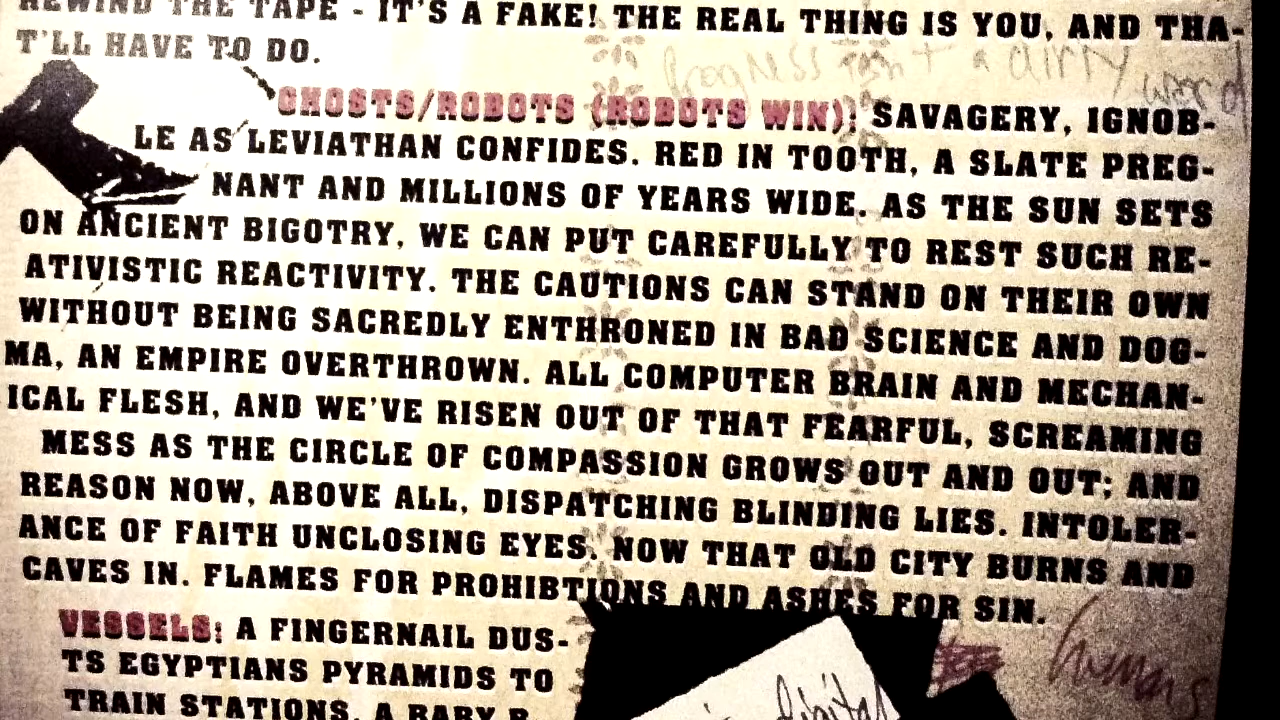 REWIND THE TAPE - IT'S A FAKE! THE REAL THING IS YOU, AND THA-
T'LL HAVE TO DO.
Progress isn't a dirty word
GHOSTS/ROBOTS (ROBOTS WIN): SAVAGERY, IGNOB-
LE AS LEVIATHAN CONFIDES. RED IN TOOTH, A SLATE PREG-
NANT AND MILLIONS OF YEARS WIDE. AS THE SUN SETS
ON ANCIENT BIGOTRY, WE CAN PUT CAREFULLY TO REST SUCH RE-
ATIVISTIC REACTIVITY. THE CAUTIONS CAN STAND ON THEIR OWN
WITHOUT BEING SACREDLY ENTHRONED IN BAD SCIENCE AND DOG-
MA, AN EMPIRE OVERTHROWN. ALL COMPUTER BRAIN AND MECHAN-
ICAL FLESH, AND WE'VE RISEN OUT OF THAT FEARFUL, SCREAMING
MESS AS THE CIRCLE OF COMPASSION GROWS OUT AND OUT; AND
REASON NOW, ABOVE ALL, DISPATCHING BLINDING LIES. INTOLER-
ANCE OF FAITH UNCLOSING EYES. NOW THAT OLD CITY BURNS AND
CAVES IN. FLAMES FOR PROHIBTIONS AND ASHES FOR SIN.
VESSELS: A FINGERNAIL DUS-
TS EGYPTIANS PYRAMIDS TO
TRAIN STATIONS, A BABY
humans
digital